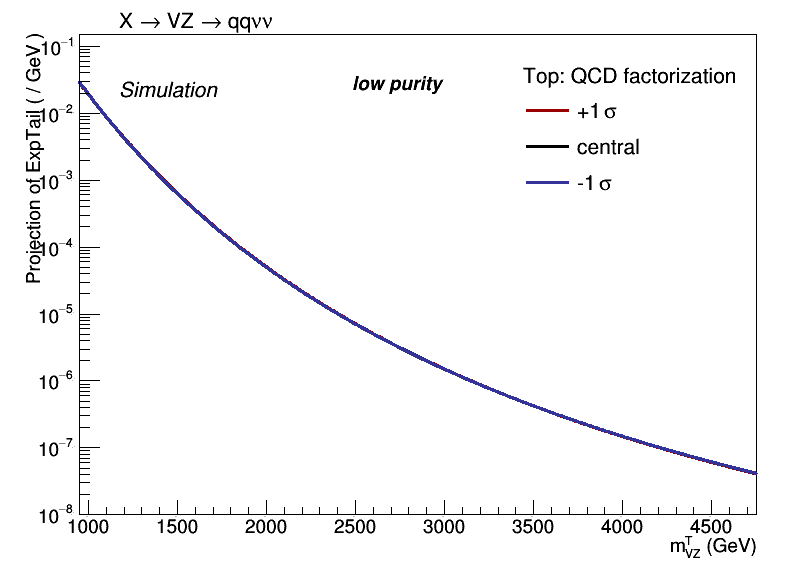 X → VZ → qqνν
Projection of ExpTail ( / GeV )
Simulation
low purity
Top: QCD factorization
+1 σ
central
-1 σ
10⁻¹
10⁻²
10⁻³
10⁻⁴
10⁻⁵
10⁻⁶
10⁻⁷
10⁻⁸
1000 1500 2000 2500 3000 3500 4000 4500
m^T_VZ (GeV)